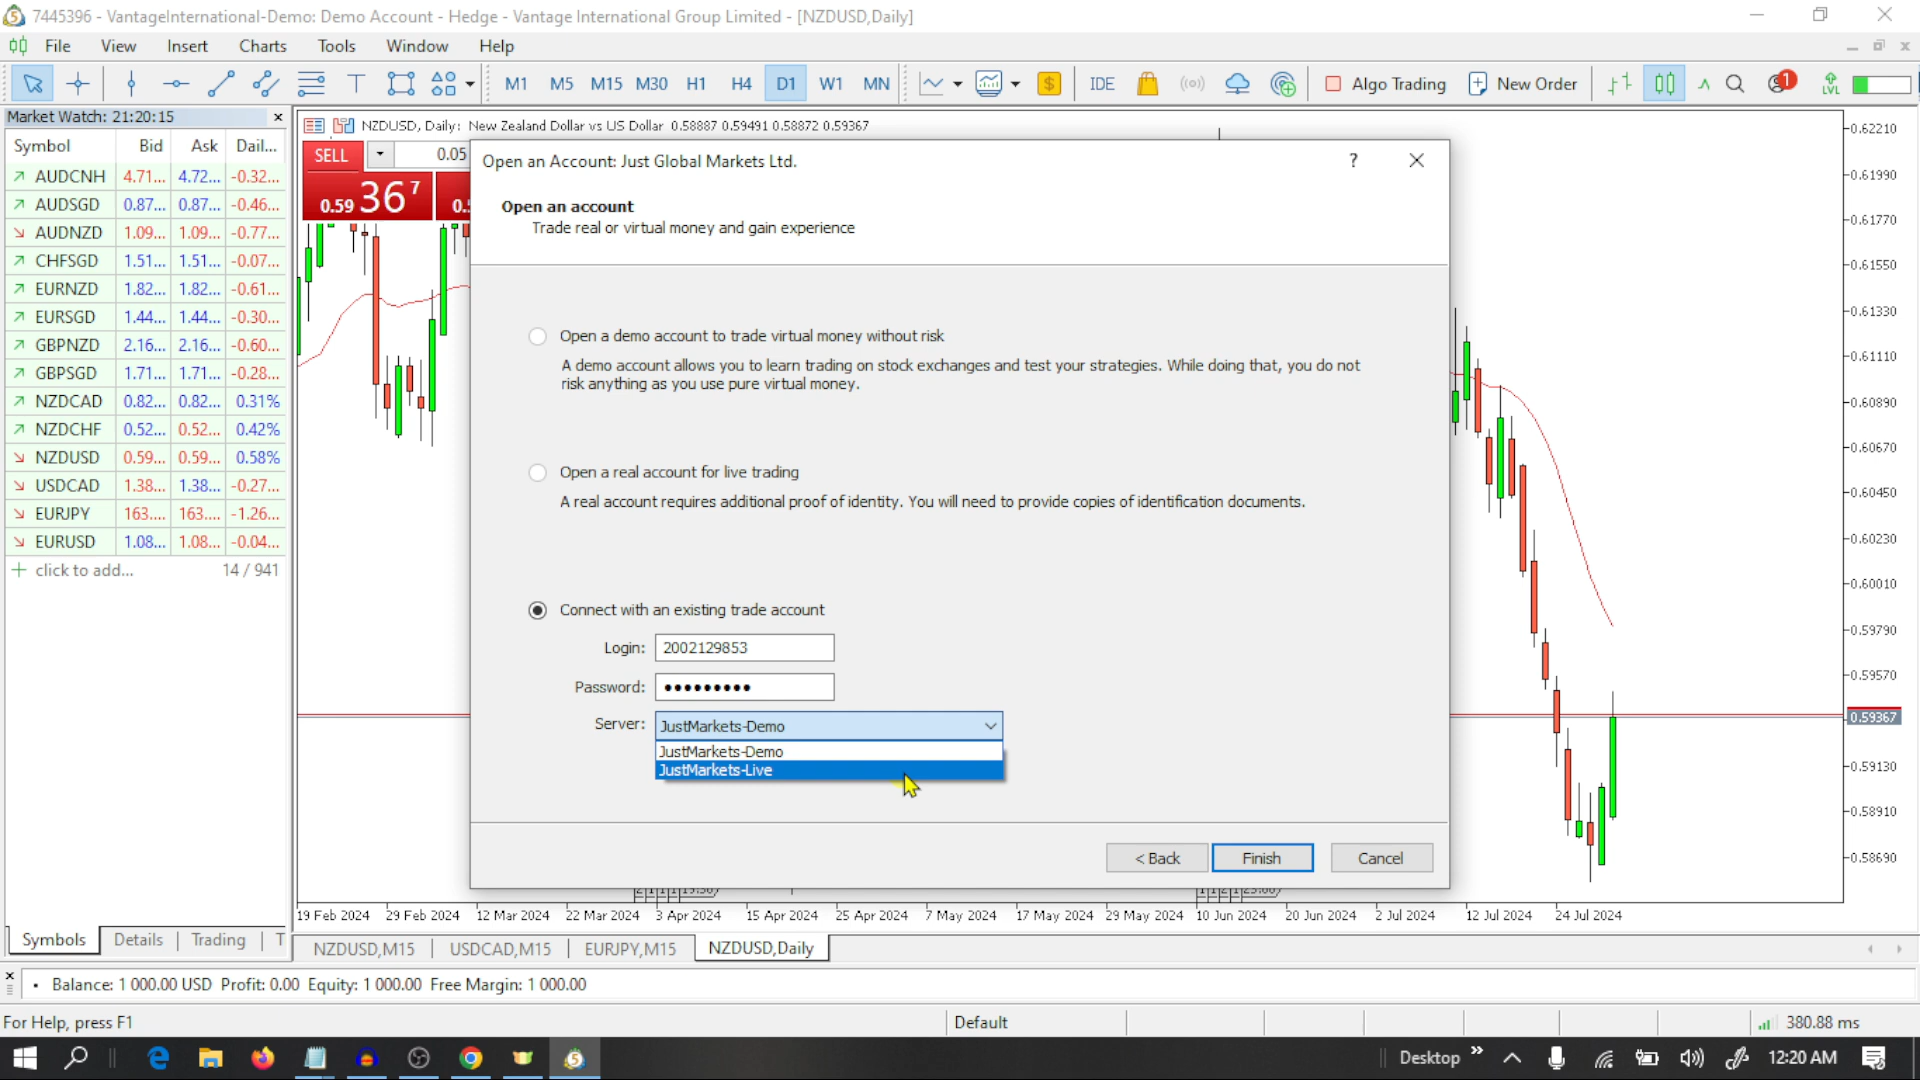 7445396 - VantageInternational-Demo: Demo Account - Hedge - Vantage International Group Limited - [NZDUSD,Daily]
File View Insert Charts Tools Window Help
M1 M5 M15 M30 H1 H4 D1 W1 MN IDE Algo Trading New Order 1 LVL
Market Watch: 21:20:15
Symbol Bid Ask Dail...
AUDCNH 4.71... 4.72... -0.32...
AUDSGD 0.87... 0.87... -0.46...
AUDNZD 1.09... 1.09... -0.77...
CHFSGD 1.51... 1.51... -0.07...
EURNZD 1.82... 1.82... -0.61...
EURSGD 1.44... 1.44... -0.30...
GBPNZD 2.16... 2.16... -0.60...
GBPSGD 1.71... 1.71... -0.28...
NZDCAD 0.82... 0.82... 0.31%
NZDCHF 0.52... 0.52... 0.42%
NZDUSD 0.59... 0.59... 0.58%
USDCAD 1.38... 1.38... -0.27...
EURJPY 163.... 163.... -1.26...
EURUSD 1.08... 1.08... -0.04...
click to add... 14 / 941
Symbols Details Trading T
NZDUSD, Daily: New Zealand Dollar vs US Dollar 0.58887 0.59491 0.58872 0.59367
SELL 0.05
0.59 36 7 0.5
Open an Account: Just Global Markets Ltd. ?
Open an account
Trade real or virtual money and gain experience
Open a demo account to trade virtual money without risk
A demo account allows you to learn trading on stock exchanges and test your strategies. While doing that, you do not
risk anything as you use pure virtual money.
Open a real account for live trading
A real account requires additional proof of identity. You will need to provide copies of identification documents.
Connect with an existing trade account
Login: 2002129853
Password:
Server: JustMarkets-Demo
JustMarkets-Demo
JustMarkets-Live
< Back Finish Cancel
0.62210
0.61990
0.61770
0.61550
0.61330
0.61110
0.60890
0.60670
0.60450
0.60230
0.60010
0.59790
0.59570
0.59367
0.59130
0.58910
0.58690
19 Feb 2024 29 Feb 2024 12 Mar 2024 22 Mar 2024 3 Apr 2024 15 Apr 2024 25 Apr 2024 7 May 2024 17 May 2024 29 May 2024 10 Jun 2024 20 Jun 2024 2 Jul 2024 12 Jul 2024 24 Jul 2024
NZDUSD,M15 USDCAD,M15 EURJPY,M15 NZDUSD,Daily
Balance: 1 000.00 USD Profit: 0.00 Equity: 1 000.00 Free Margin: 1 000.00
For Help, press F1 Default 380.88 ms
Desktop 12:20 AM